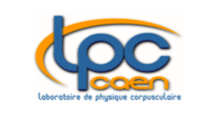 lpc
caen
laboratoire de physique corpusculaire